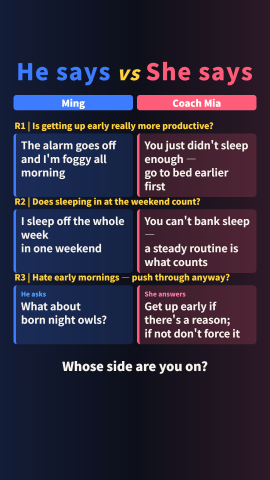 He says vs She says
Ming
Coach Mia
R1 | Is getting up early really more productive?
The alarm goes off
and I'm foggy all
morning
You just didn't sleep
enough —
go to bed earlier
first
R2 | Does sleeping in at the weekend count?
I sleep off the whole
week
in one weekend
You can't bank sleep
—
a steady routine is
what counts
R3 | Hate early mornings — push through anyway?
He asks
What about
born night owls?
She answers
Get up early if
there's a reason;
if not don't force it
Whose side are you on?